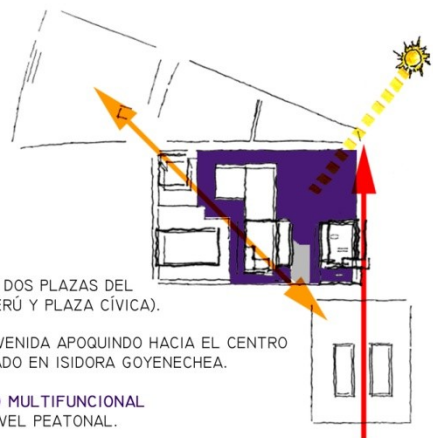 DOS PLAZAS DEL
ERÚ Y PLAZA CÍVICA).
VENIDA APOQUINDO HACIA EL CENTRO
ADO EN ISIDORA GOYENECHEA.
O MULTIFUNCIONAL
VEL PEATONAL.